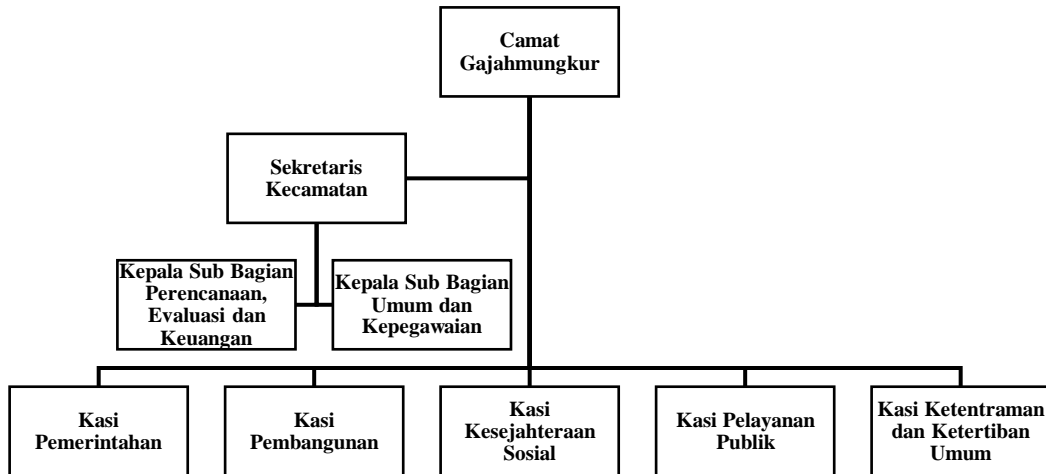 Camat
Gajahmungkur
Sekretaris
Kecamatan
Kepala Sub Bagian
Perencanaan,
Evaluasi dan
Keuangan
Kepala Sub Bagian
Umum dan
Kepegawaian
Kasi
Pemerintahan
Kasi
Pembangunan
Kasi
Kesejahteraan
Sosial
Kasi Pelayanan
Publik
Kasi Ketentraman
dan Ketertiban
Umum